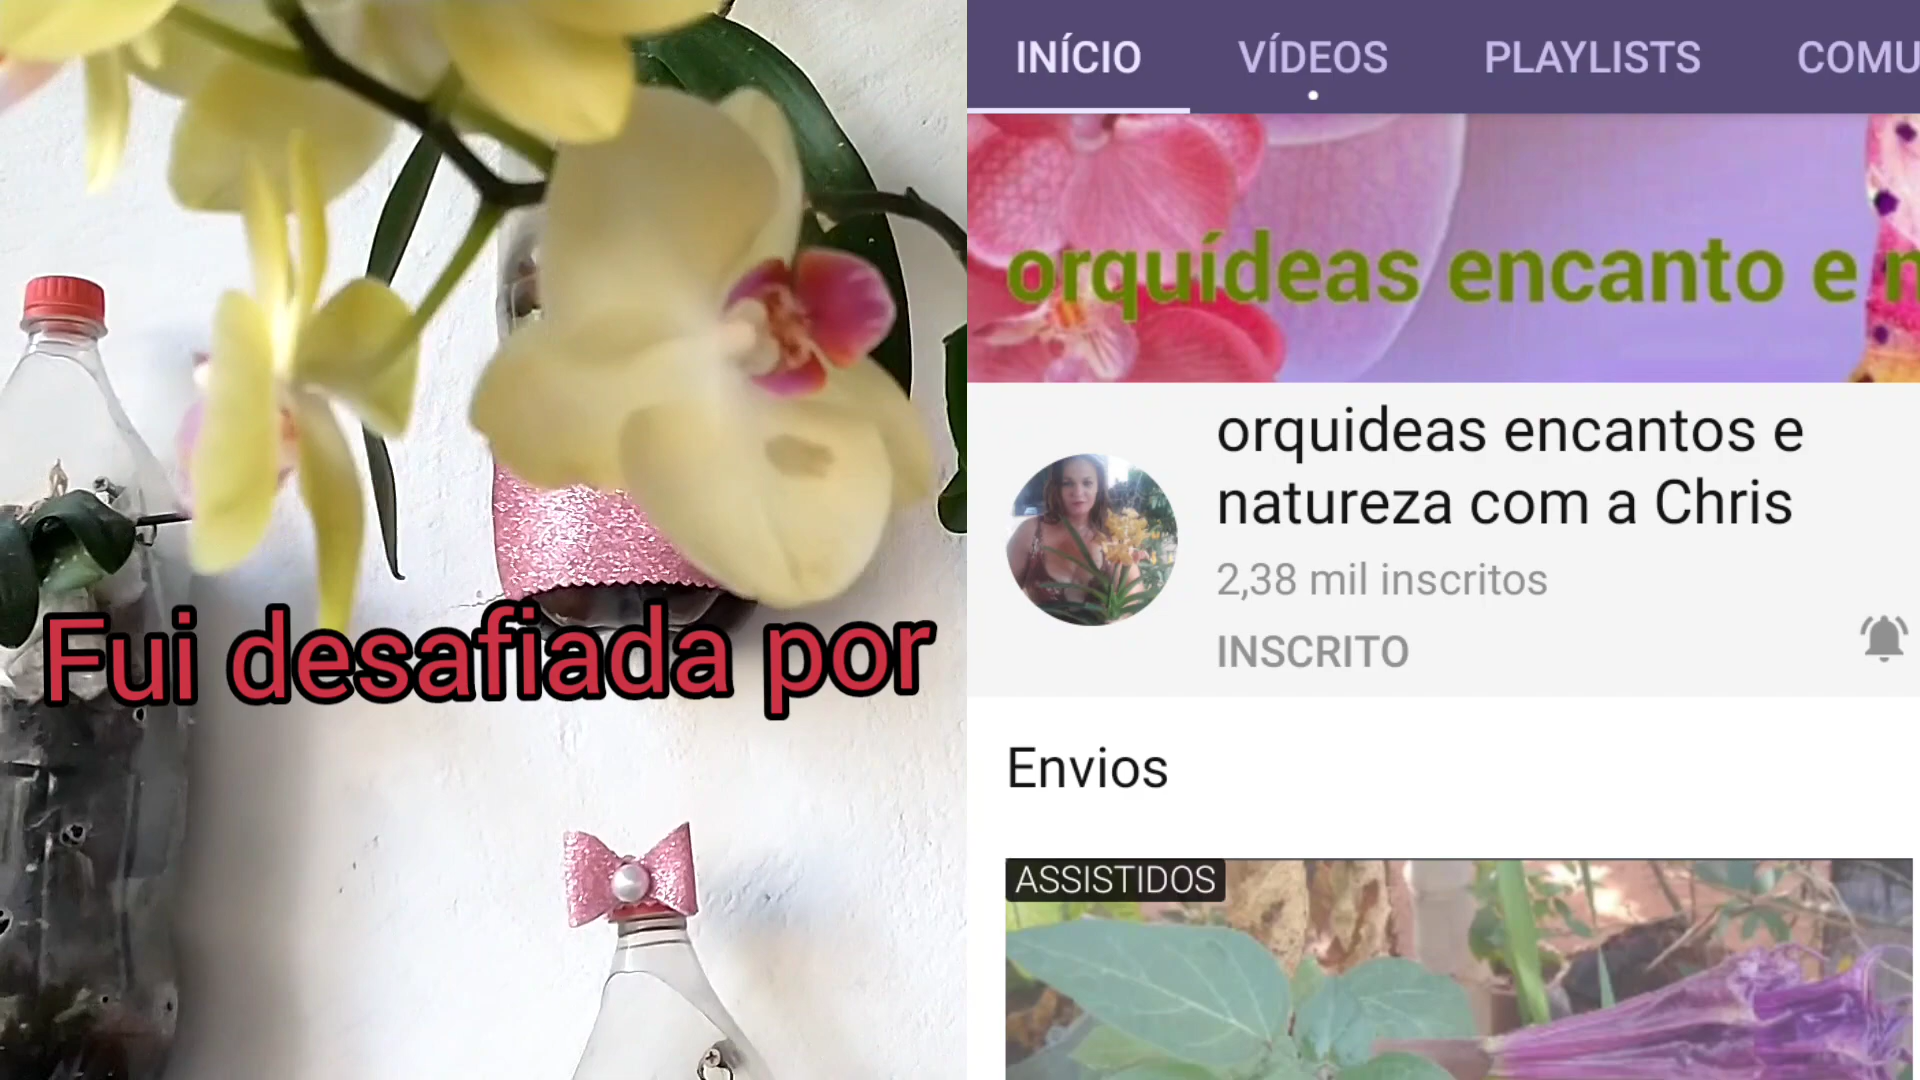 Fui desafiada por
INÍCIO VÍDEOS PLAYLISTS COMU
orquídeas encanto e
orquideas encantos e
natureza com a Chris
2,38 mil inscritos
INSCRITO
Envios
ASSISTIDOS